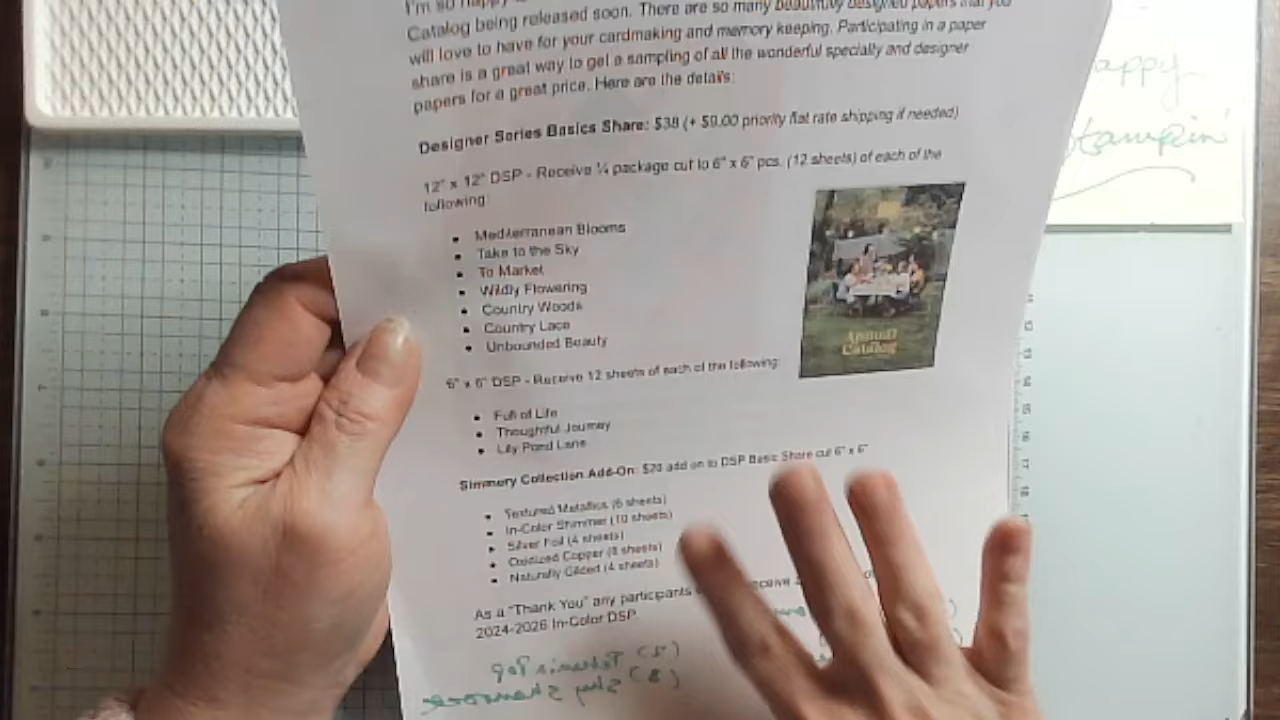 I'm so happy
Catalog being released soon. There are so many beautifully designed papers that you
will love to have for your cardmaking and memory keeping. Participating in a paper
share is a great way to get a sampling of all the wonderful specialty and designer
papers for a great price. Here are the details:
Designer Series Basics Share: $38 (+ $9.00 priority flat rate shipping if needed)
12" x 12" DSP - Receive ¼ package cut to 6" x 6" pcs. (12 sheets) of each of the
following:
• Mediterranean Blooms
• Take to the Sky
• To Market
• Wildly Flowering
• Country Woods
• Country Lace
• Unbounded Beauty
6" x 6" DSP - Receive 12 sheets of each of the following:
• Full of Life
• Thoughtful Journey
• Lily Pond Lane
Simmery Collection Add-On: $20 add on to DSP Basic Share cut 6" x 6"
• Textured Metallics (6 sheets)
• In-Color Shimmer (10 sheets)
• Silver Foil (4 sheets)
• Oxidized Copper (8 sheets)
• Naturally Gilded (4 sheets)
As a "Thank You" any participants receive
2024-2026 In-Color DSP.
Annual
Catalog
appy
tampin'